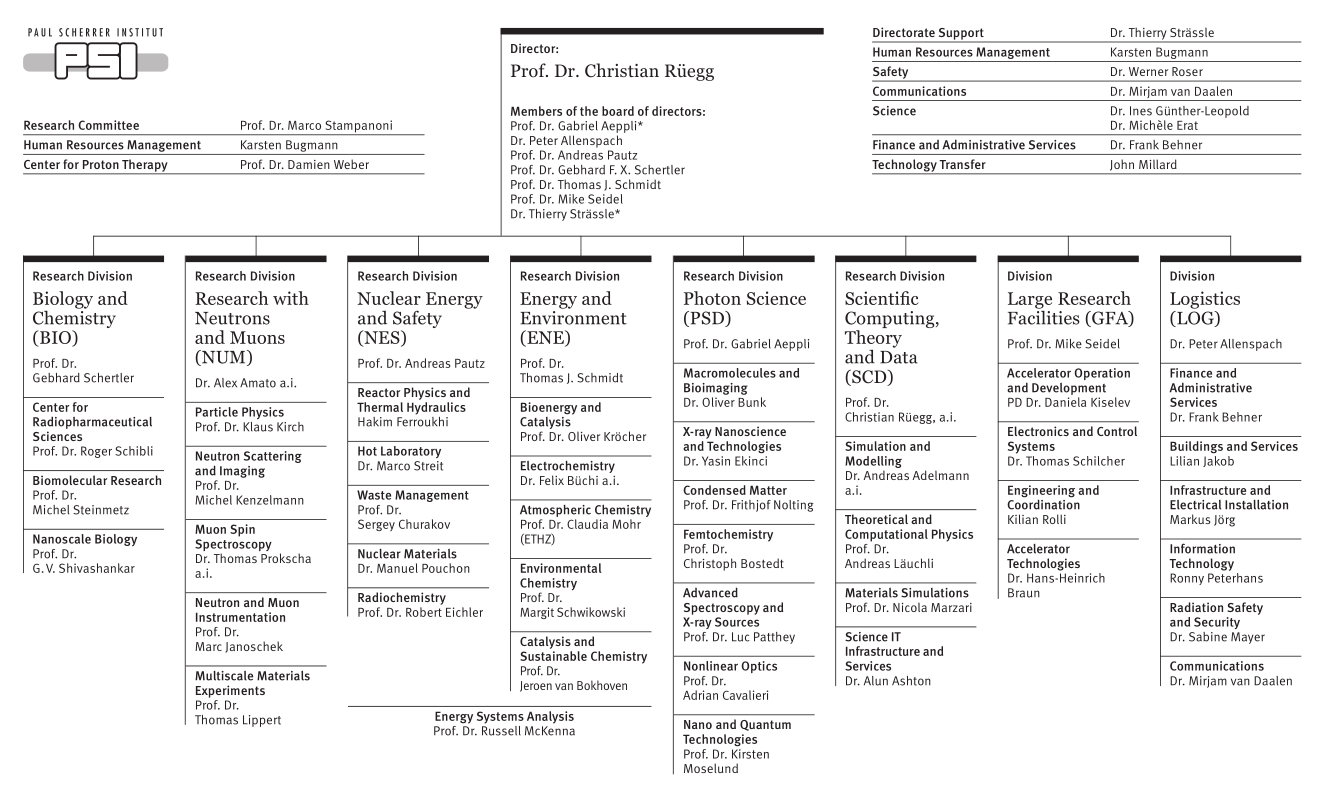 PAUL SCHERRER INSTITUT
PSI
Research Committee Prof. Dr. Marco Stampanoni
Human Resources Management Karsten Bugmann
Center for Proton Therapy Prof. Dr. Damien Weber
Director:
Prof. Dr. Christian Rüegg
Members of the board of directors:
Prof. Dr. Gabriel Aeppli*
Dr. Peter Allenspach
Prof. Dr. Andreas Pautz
Prof. Dr. Gebhard F. X. Schertler
Prof. Dr. Thomas J. Schmidt
Prof. Dr. Mike Seidel
Dr. Thierry Strässle*
Directorate Support Dr. Thierry Strässle
Human Resources Management Karsten Bugmann
Safety Dr. Werner Roser
Communications Dr. Mirjam van Daalen
Science Dr. Ines Günther-Leopold
Dr. Michèle Erat
Finance and Administrative Services Dr. Frank Behner
Technology Transfer John Millard
Research Division
Biology and
Chemistry
(BIO)
Prof. Dr.
Gebhard Schertler
Center for
Radiopharmaceutical
Sciences
Prof. Dr. Roger Schibli
Biomolecular Research
Prof. Dr.
Michel Steinmetz
Nanoscale Biology
Prof. Dr.
G. V. Shivashankar
Research Division
Research with
Neutrons
and Muons
(NUM)
Dr. Alex Amato a.i.
Particle Physics
Prof. Dr. Klaus Kirch
Neutron Scattering
and Imaging
Prof. Dr.
Michel Kenzelmann
Muon Spin
Spectroscopy
Dr. Thomas Prokscha
a.i.
Neutron and Muon
Instrumentation
Prof. Dr.
Marc Janoschek
Multiscale Materials
Experiments
Prof. Dr.
Thomas Lippert
Research Division
Nuclear Energy
and Safety
(NES)
Prof. Dr. Andreas Pautz
Reactor Physics and
Thermal Hydraulics
Hakim Ferroukhi
Hot Laboratory
Dr. Marco Streit
Waste Management
Prof. Dr.
Sergey Churakov
Nuclear Materials
Dr. Manuel Pouchon
Radiochemistry
Prof. Dr. Robert Eichler
Research Division
Energy and
Environment
(ENE)
Prof. Dr.
Thomas J. Schmidt
Bioenergy and
Catalysis
Prof. Dr. Oliver Kröcher
Electrochemistry
Dr. Felix Büchi a.i.
Atmospheric Chemistry
Prof. Dr. Claudia Mohr
(ETHZ)
Environmental
Chemistry
Prof. Dr.
Margit Schwikowski
Catalysis and
Sustainable Chemistry
Prof. Dr.
Jeroen van Bokhoven
Energy Systems Analysis
Prof. Dr. Russell McKenna
Research Division
Photon Science
(PSD)
Prof. Dr. Gabriel Aeppli
Macromolecules and
Bioimaging
Dr. Oliver Bunk
X-ray Nanoscience
and Technologies
Dr. Yasin Ekinci
Condensed Matter
Prof. Dr. Frithjof Nolting
Femtochemistry
Prof. Dr.
Christoph Bostedt
Advanced
Spectroscopy and
X-ray Sources
Prof. Dr. Luc Patthey
Nonlinear Optics
Prof. Dr.
Adrian Cavalieri
Nano and Quantum
Technologies
Prof. Dr. Kirsten
Moselund
Research Division
Scientific
Computing,
Theory
and Data
(SCD)
Prof. Dr.
Christian Rüegg, a.i.
Simulation and
Modelling
Dr. Andreas Adelmann
a.i.
Theoretical and
Computational Physics
Prof. Dr.
Andreas Läuchli
Materials Simulations
Prof. Dr. Nicola Marzari
Science IT
Infrastructure and
Services
Dr. Alun Ashton
Division
Large Research
Facilities (GFA)
Prof. Dr. Mike Seidel
Accelerator Operation
and Development
PD Dr. Daniela Kiselev
Electronics and Control
Systems
Dr. Thomas Schilcher
Engineering and
Coordination
Kilian Rolli
Accelerator
Technologies
Dr. Hans-Heinrich
Braun
Division
Logistics
(LOG)
Dr. Peter Allenspach
Finance and
Administrative
Services
Dr. Frank Behner
Buildings and Services
Lilian Jakob
Infrastructure and
Electrical Installation
Markus Jörg
Information
Technology
Ronny Peterhans
Radiation Safety
and Security
Dr. Sabine Mayer
Communications
Dr. Mirjam van Daalen